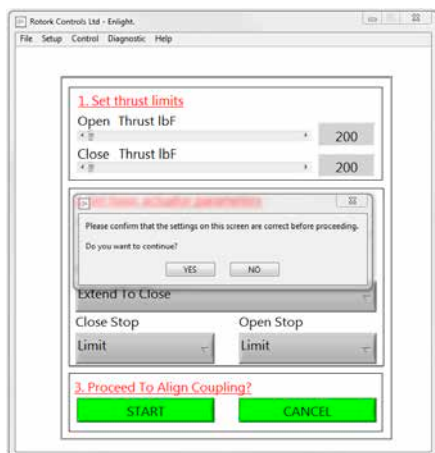 Rotork Controls Ltd - Enlight.
File Setup Control Diagnostic Help
1. Set thrust limits
Open Thrust lbF
200
Close Thrust lbF
200
Please confirm that the settings on this screen are correct before proceeding.
Do you want to continue?
YES NO
Extend To Close
Close Stop Open Stop
Limit Limit
3. Proceed To Align Coupling?
START CANCEL